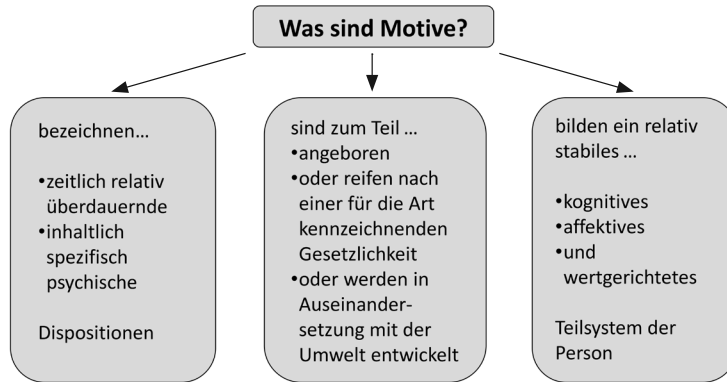 Was sind Motive?
bezeichnen...
•zeitlich relativ
überdauernde
•inhaltlich
spezifisch
psychische
Dispositionen
sind zum Teil ...
•angeboren
•oder reifen nach
einer für die Art
kennzeichnenden
Gesetzlichkeit
•oder werden in
Auseinander-
setzung mit der
Umwelt entwickelt
bilden ein relativ
stabiles ...
•kognitives
•affektives
•und
wertgerichtetes
Teilsystem der
Person